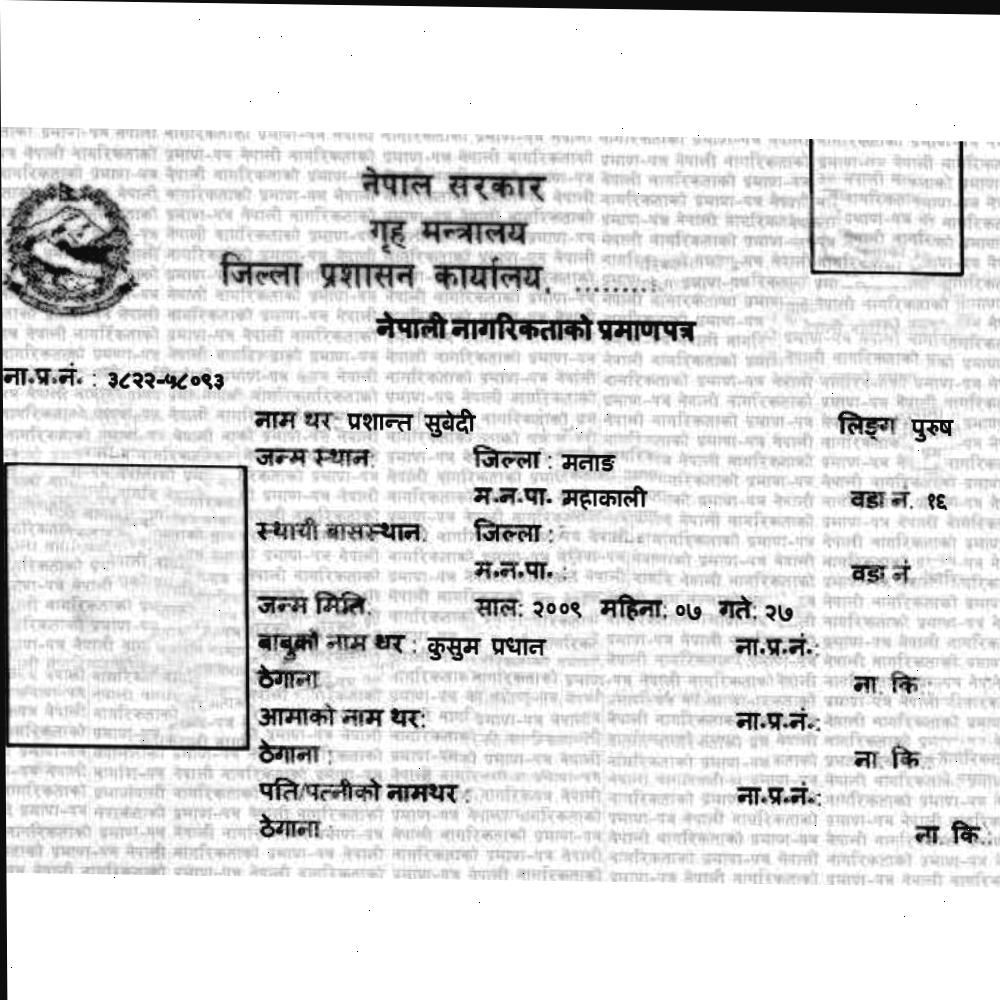 नेपाल सरकार
गृह मन्त्रालय
जिल्ला प्रशासन कार्यालय, ..........
नेपाली नागरिकताको प्रमाणपत्र
ना.प्र.नं. : ३८२२-५८०९३
नाम थर: प्रशान्त सुबेदी लिङ्ग पुरुष
जन्म स्थान: जिल्ला : मनाङ
म.न.पा. महाकाली वडा नं. १६
स्थायी बासस्थान: जिल्ला :
म.न.पा. : वडा नं
जन्म मिति: साल: २००९ महिना: ०७ गते: २७
बाबुको नाम थर : कुसुम प्रधान ना.प्र.नं.:
ठेगाना ना. कि.:
आमाको नाम थर: ना.प्र.नं.:
ठेगाना : ना. कि.:
पति/पत्नीको नामथर : ना.प्र.नं.:
ठेगाना : ना. कि.: